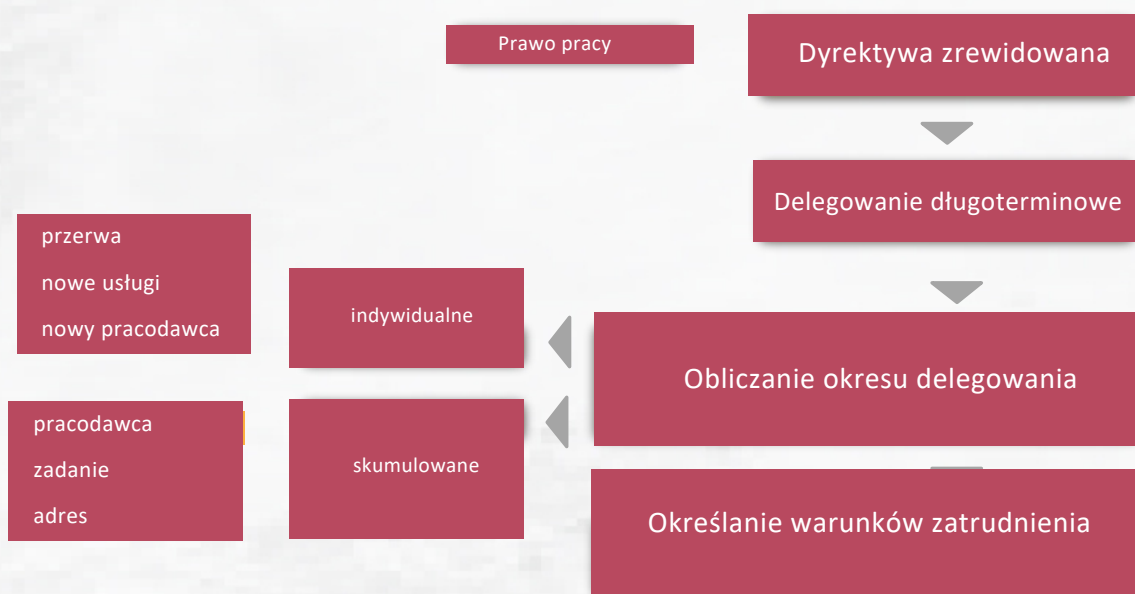 Prawo pracy
Dyrektywa zrewidowana
Delegowanie długoterminowe
przerwa
nowe usługi
nowy pracodawca
indywidualne
Obliczanie okresu delegowania
pracodawca
zadanie
adres
skumulowane
Określanie warunków zatrudnienia